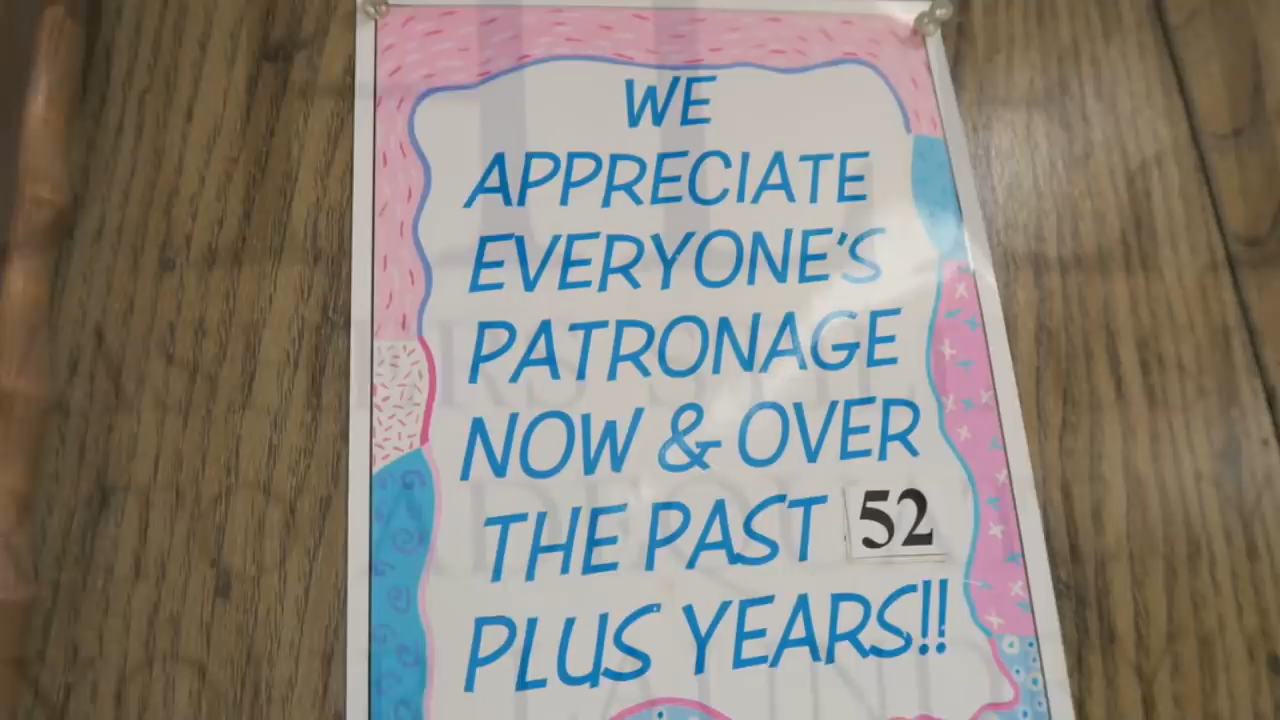 WE
APPRECIATE
EVERYONE'S
PATRONAGE
NOW & OVER
THE PAST 52
PLUS YEARS!!